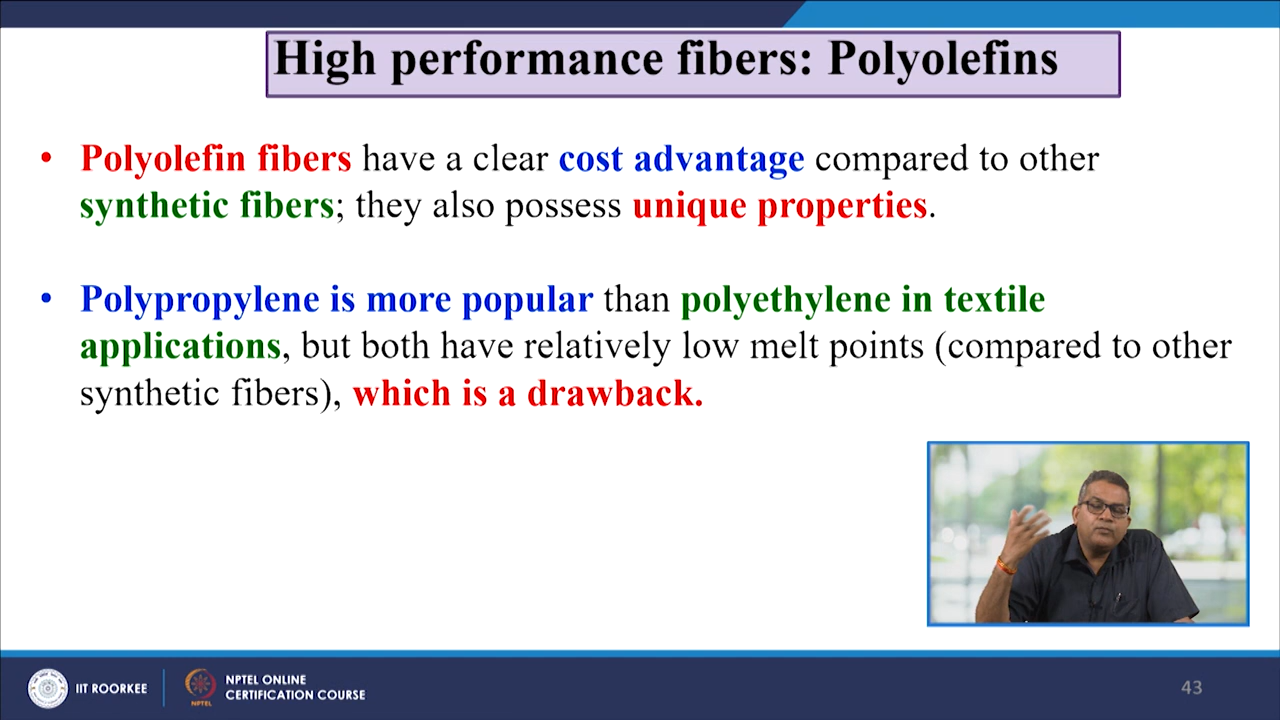 High performance fibers: Polyolefins
• Polyolefin fibers have a clear cost advantage compared to other
synthetic fibers; they also possess unique properties.
• Polypropylene is more popular than polyethylene in textile
applications, but both have relatively low melt points (compared to other
synthetic fibers), which is a drawback.
IIT ROORKEE
NPTEL
NPTEL ONLINE
CERTIFICATION COURSE
43